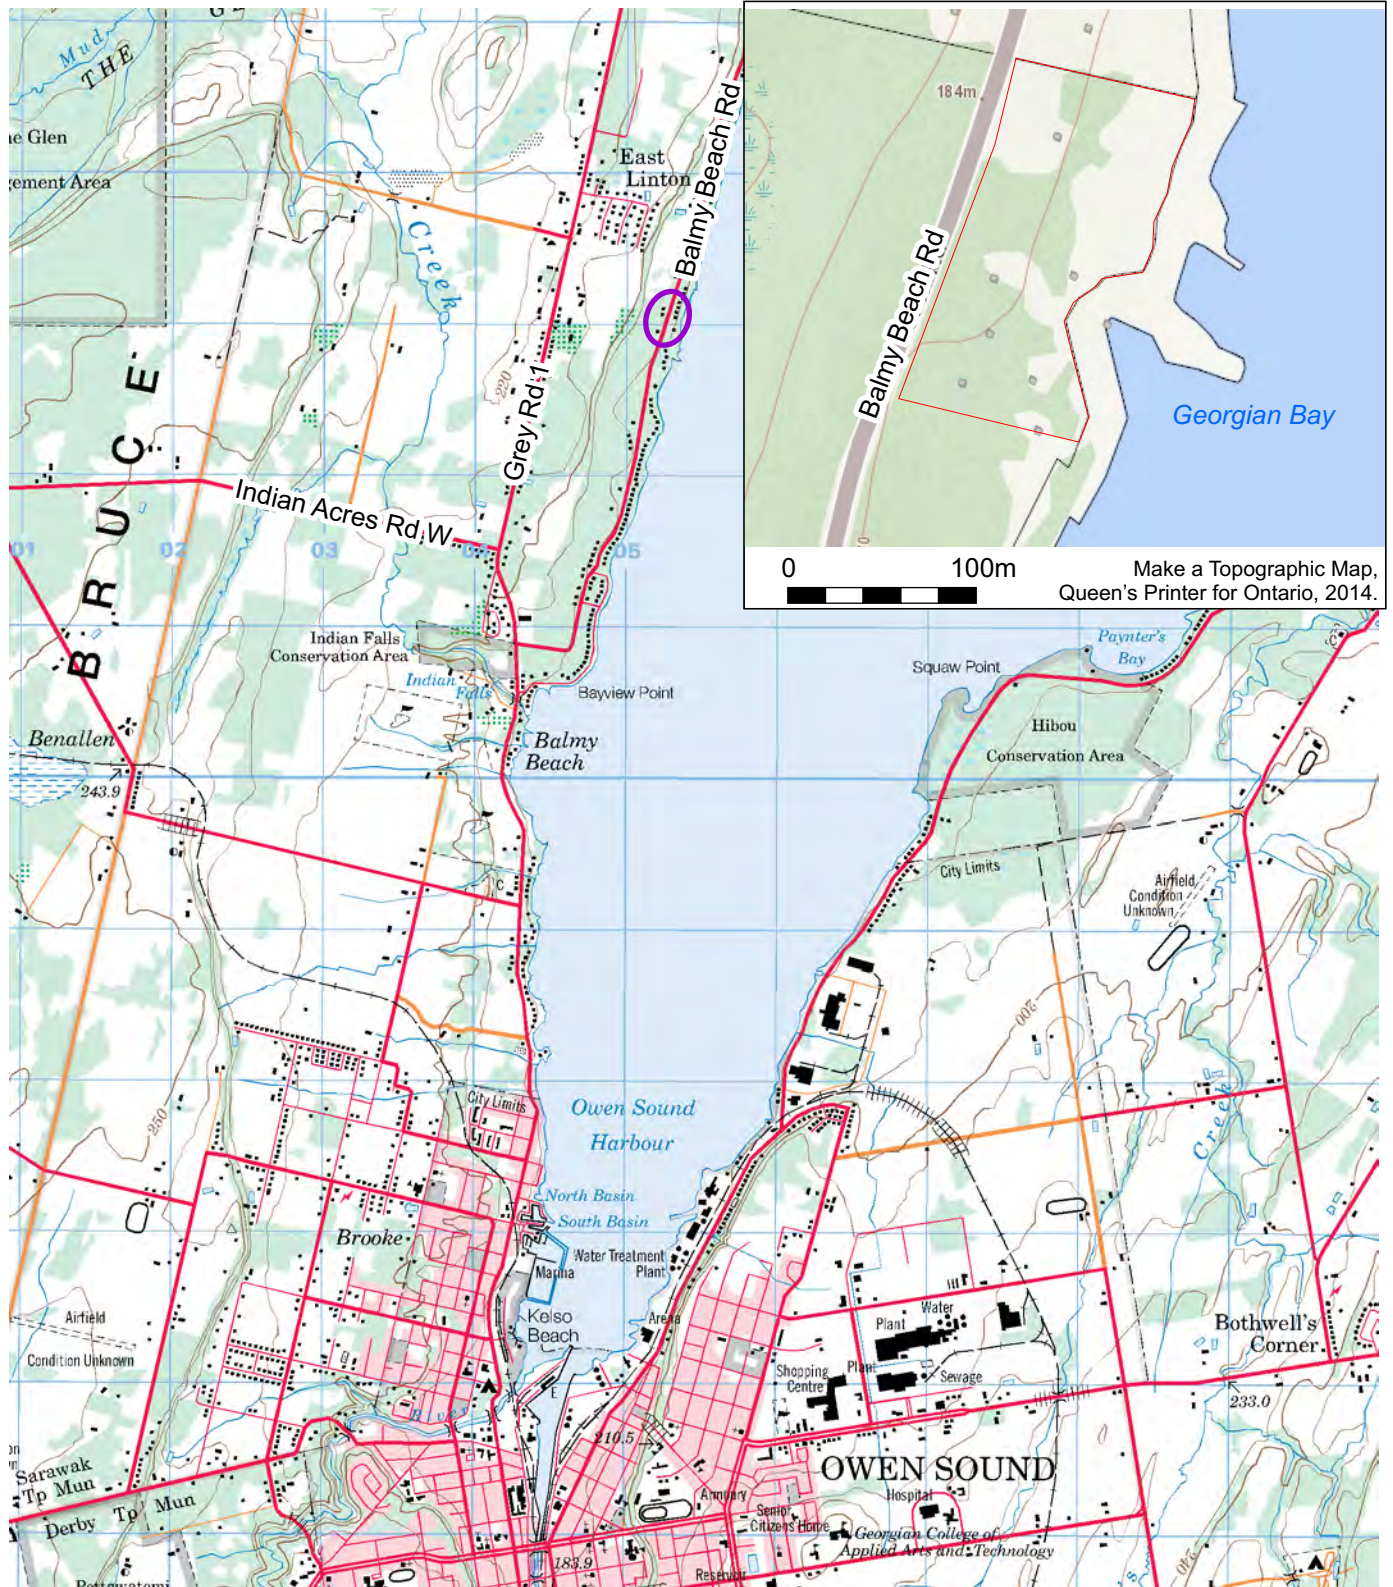 Mud
THE
Glen
gement Area
Creek
East
Linton
Balmy Beach Rd
184m
Balmy Beach Rd
Georgian Bay
0
100m
Make a Topographic Map,
Queen's Printer for Ontario, 2014.
BRUCE
220
Grey Rd 1
Indian Acres Rd W
01
02
03
04
05
Indian Falls
Conservation Area
Indian
Falls
Bayview Point
Balmy
Beach
Benallen
243.9
Squaw Point
Paynter's
Bay
Hibou
Conservation Area
City Limits
Airfield
Condition
Unknown
C
200
250
Creek
City Limits
Owen Sound
Harbour
North Basin
South Basin
Brooke
Marina
Water Treatment
Plant
Kelso
Beach
Arena
Airfield
Condition Unknown
Water
Plant
Plant
Shopping
Centre
Sewage
Bothwell's
Corner
233.0
E
River
210.5
OWEN SOUND
Sarawak
Tp Mun
Derby Tp Mun
Armoury
Hospital
Senior
Citizens Home
Georgian College of
Applied Arts and Technology
183.9
Reservoir
240
Pottawatomi